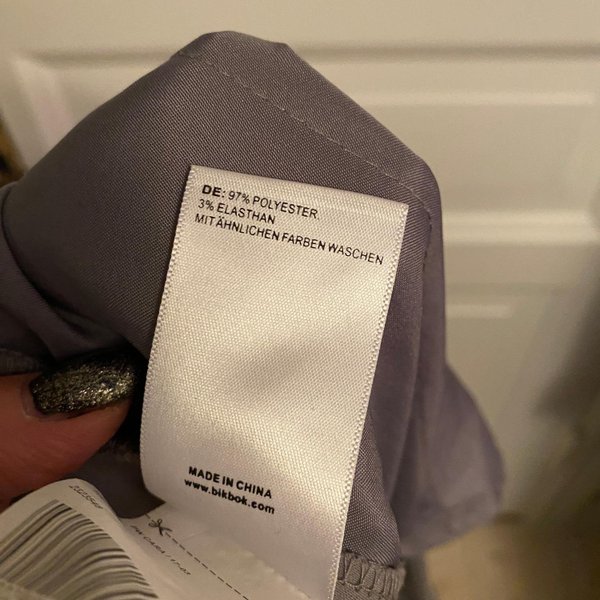 DE: 97% POLYESTER.
3% ELASTHAN
MIT ÄHNLICHEN FARBEN WASCHEN
MADE IN CHINA
www.bikbok.com